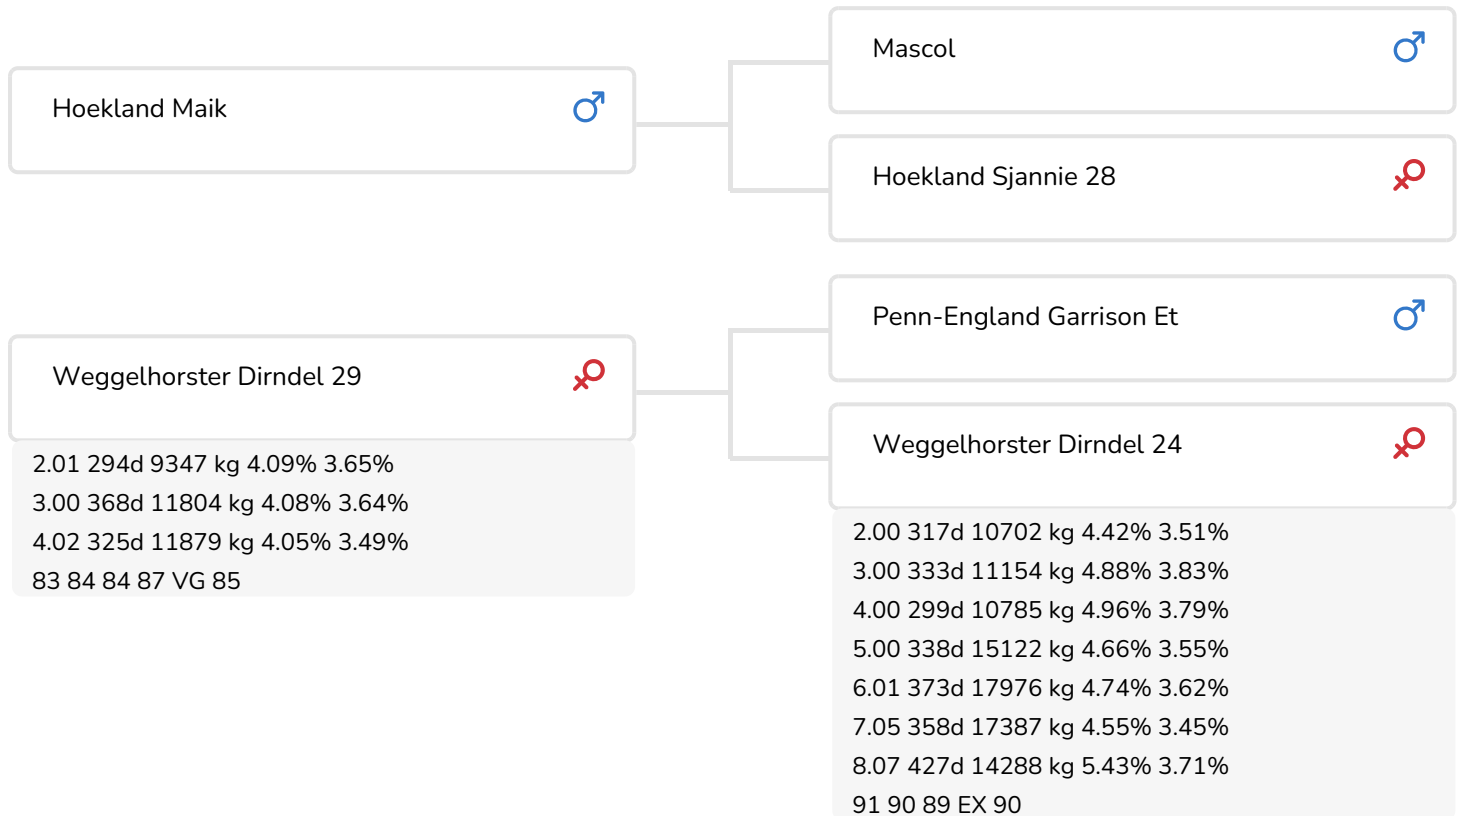 Hoekland Maik
Mascol
Hoekland Sjannie 28
Weggelhorster Dirndel 29
2.01 294d 9347 kg 4.09% 3.65%
3.00 368d 11804 kg 4.08% 3.64%
4.02 325d 11879 kg 4.05% 3.49%
83 84 84 87 VG 85
Penn-England Garrison Et
Weggelhorster Dirndel 24
2.00 317d 10702 kg 4.42% 3.51%
3.00 333d 11154 kg 4.88% 3.83%
4.00 299d 10785 kg 4.96% 3.79%
5.00 338d 15122 kg 4.66% 3.55%
6.01 373d 17976 kg 4.74% 3.62%
7.05 358d 17387 kg 4.55% 3.45%
8.07 427d 14288 kg 5.43% 3.71%
91 90 89 EX 90